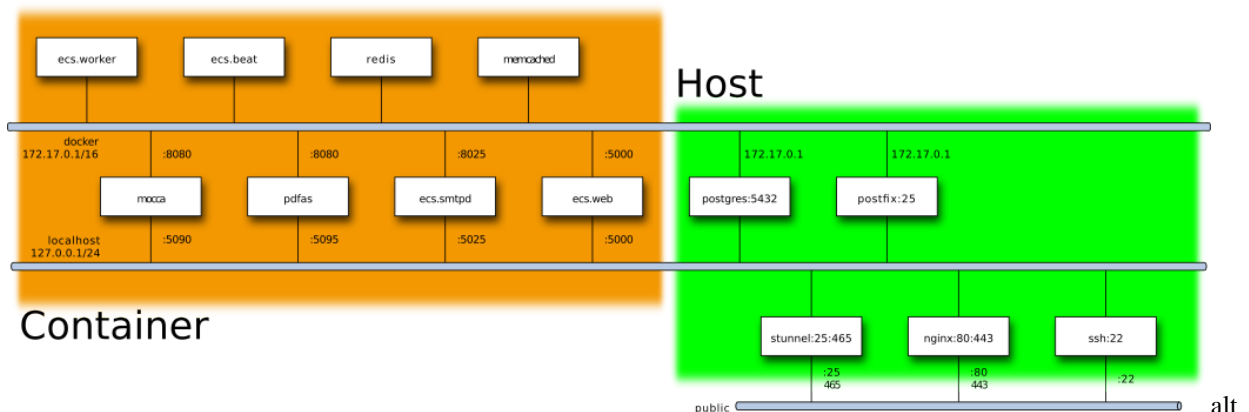 ecs.worker
ecs.beat
redis
memcached
Host
docker
172.17.0.1/16
:8080
:8080
:8025
:5000
172.17.0.1
172.17.0.1
mocca
pdfas
ecs.smtpd
ecs.web
postgres:5432
postfix:25
localhost
127.0.0.1/24
:5090
:5095
:5025
:5000
Container
stunnel:25:465
nginx:80:443
ssh:22
:25
465
:80
443
:22
public
alt